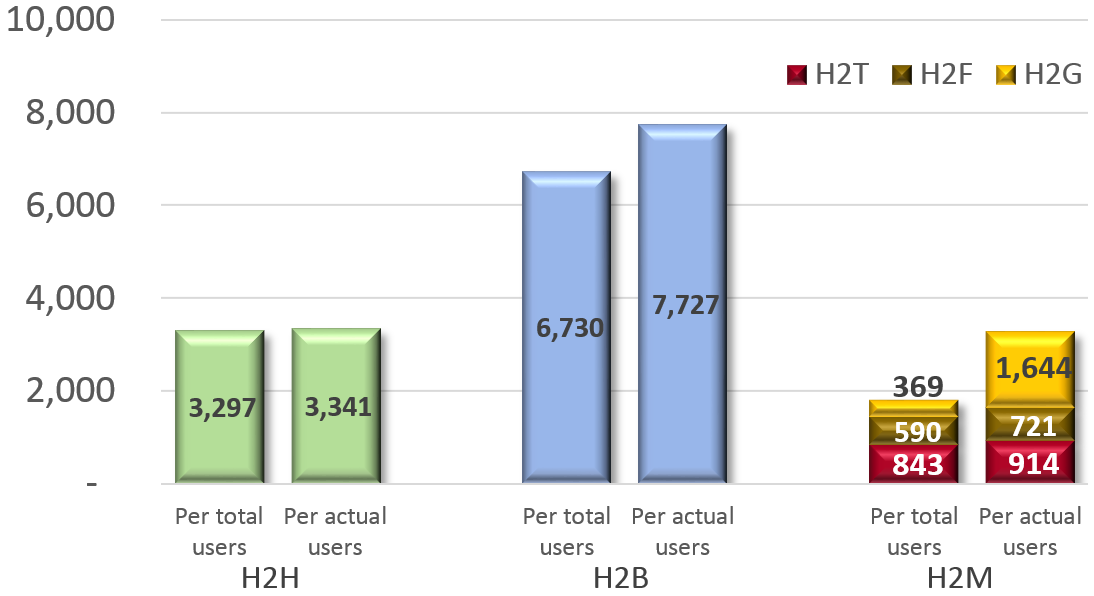 10,000
8,000
6,000
4,000
2,000
-
H2T H2F H2G
3,297
3,341
6,730
7,727
369
590
843
1,644
721
914
Per total users
Per actual users
Per total users
Per actual users
Per total users
Per actual users
H2H
H2B
H2M